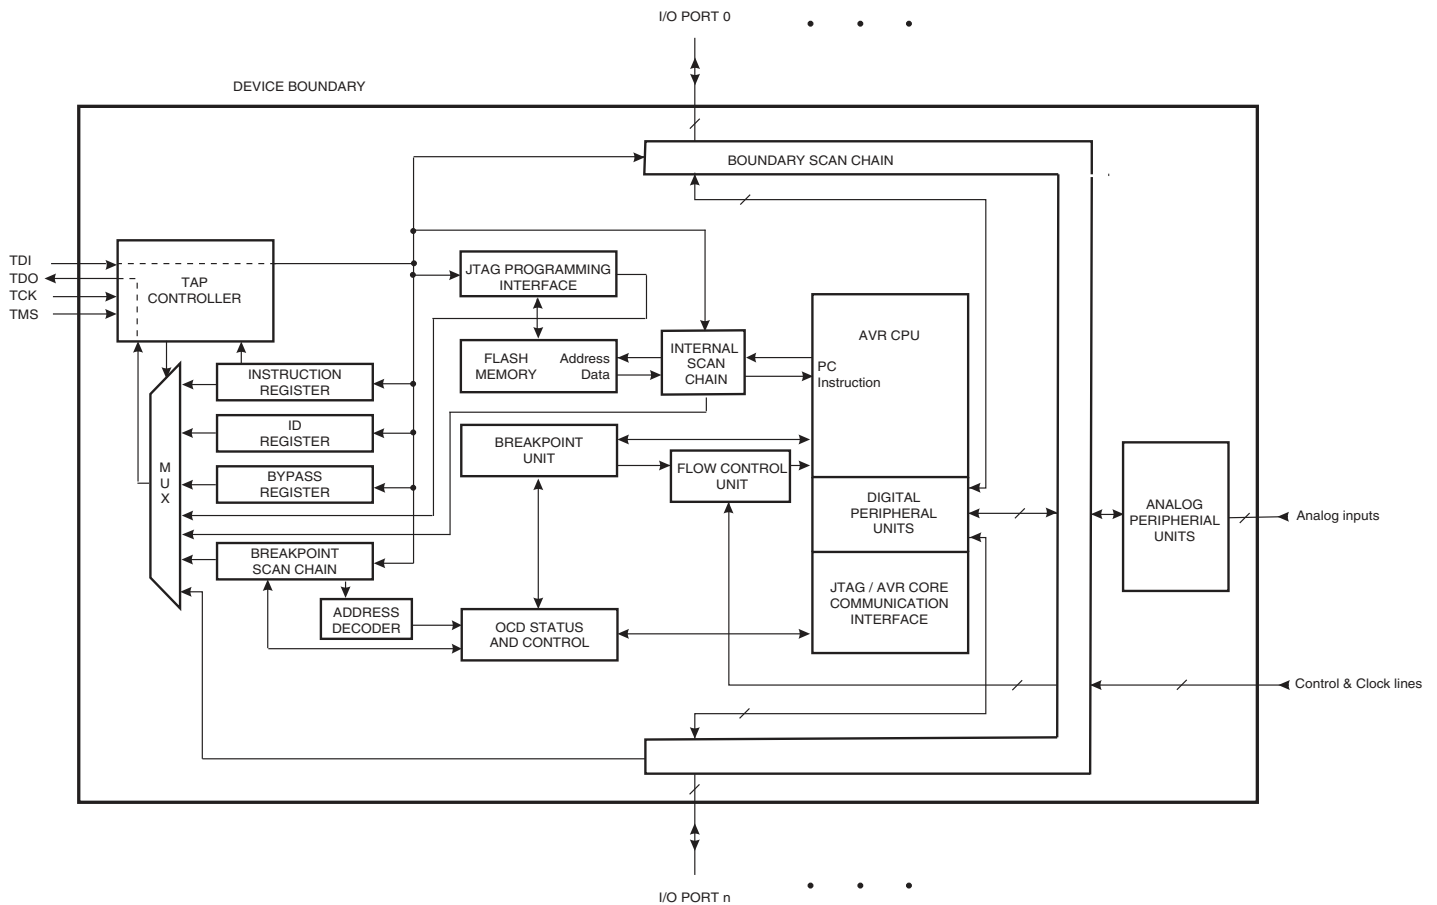 I/O PORT 0
DEVICE BOUNDARY
BOUNDARY SCAN CHAIN
TDI
TDO
TCK
TMS
TAP
CONTROLLER
JTAG PROGRAMMING
INTERFACE
AVR CPU
INTERNAL
SCAN
CHAIN
FLASH
MEMORY
Address
Data
PC
Instruction
INSTRUCTION
REGISTER
ID
REGISTER
M
U
X
BYPASS
REGISTER
BREAKPOINT
UNIT
FLOW CONTROL
UNIT
DIGITAL
PERIPHERAL
UNITS
ANALOG
PERIPHERIAL
UNITS
Analog inputs
BREAKPOINT
SCAN CHAIN
ADDRESS
DECODER
OCD STATUS
AND CONTROL
JTAG / AVR CORE
COMMUNICATION
INTERFACE
Control & Clock lines
I/O PORT n